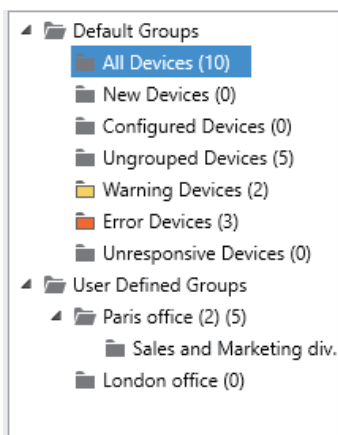 Default Groups
All Devices (10)
New Devices (0)
Configured Devices (0)
Ungrouped Devices (5)
Warning Devices (2)
Error Devices (3)
Unresponsive Devices (0)
User Defined Groups
Paris office (2) (5)
Sales and Marketing div.
London office (0)